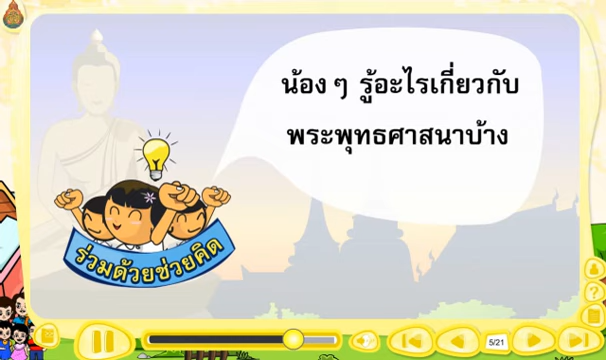 น้อง ๆ รู้อะไรเกี่ยวกับ
พระพุทธศาสนาบ้าง
ร่วมด้วยช่วยคิด
5/21
?